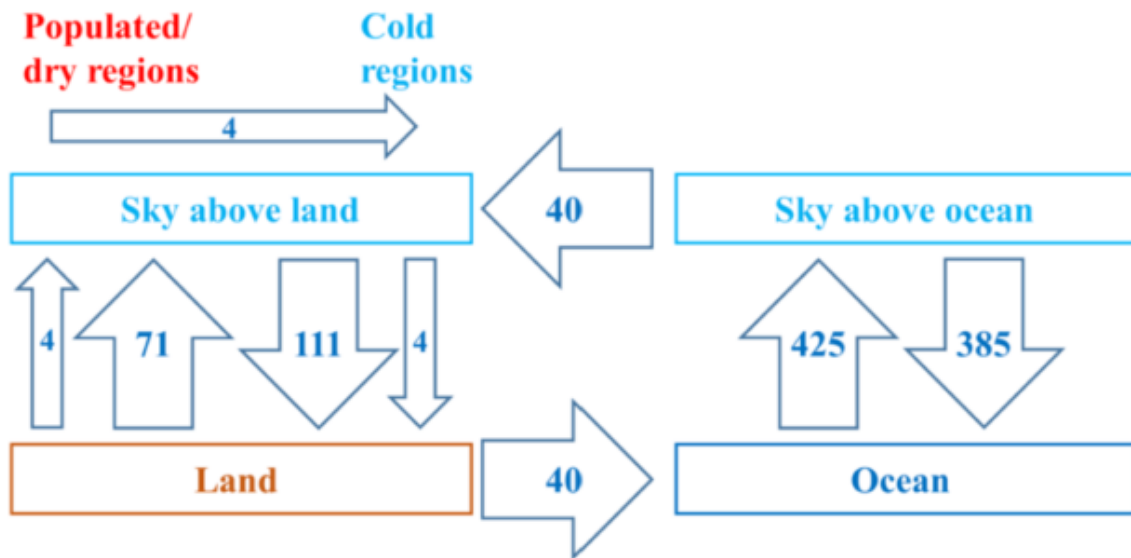 Populated/
dry regions
Cold
regions
4
Sky above land
40
Sky above ocean
4
71
111
4
425
385
Land
40
Ocean